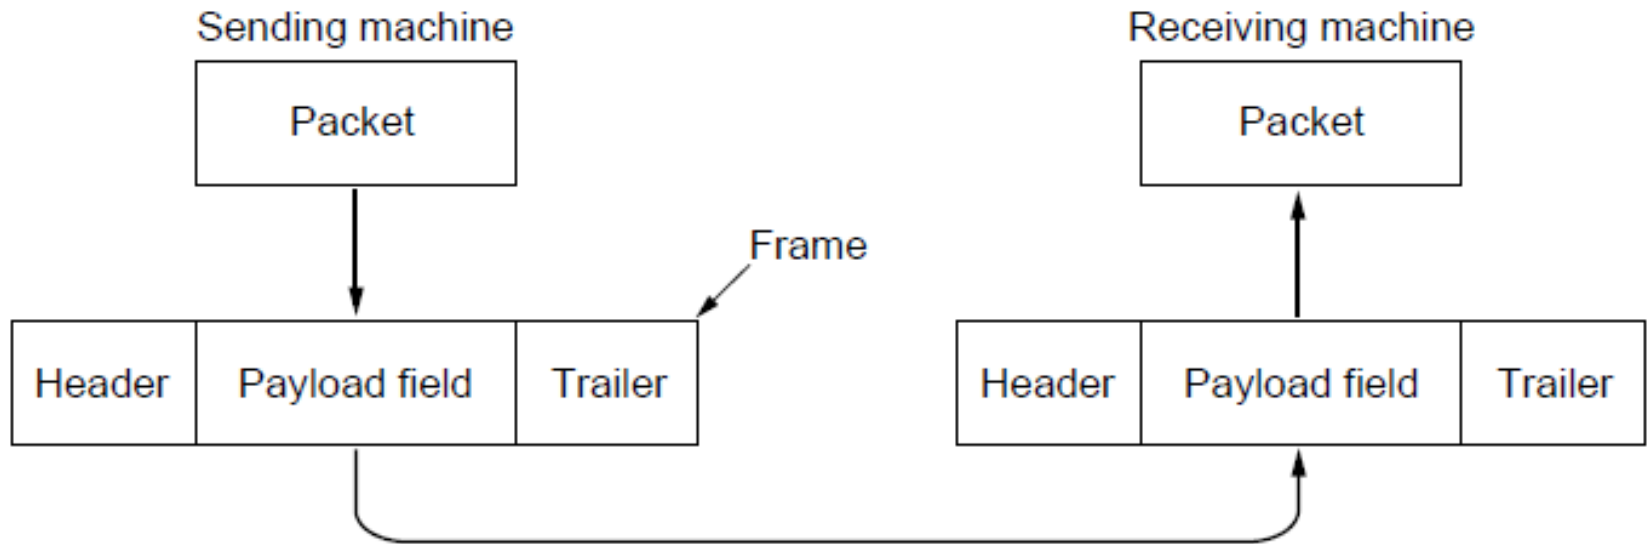 Sending machine
Receiving machine
Packet
Packet
Frame
Header
Payload field
Trailer
Header
Payload field
Trailer